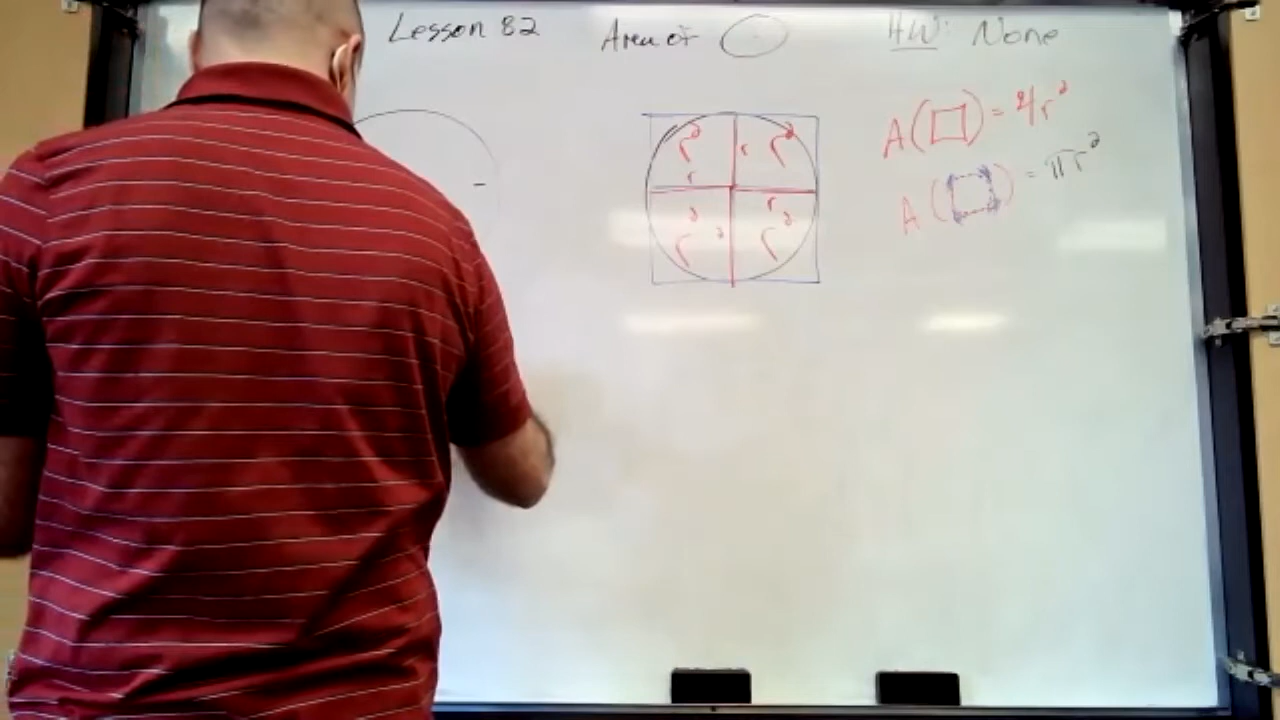 Lesson 82 Area of HW: None
r² r r²
r r
r² r²
A(□) = 4r²
A( ) = πr²